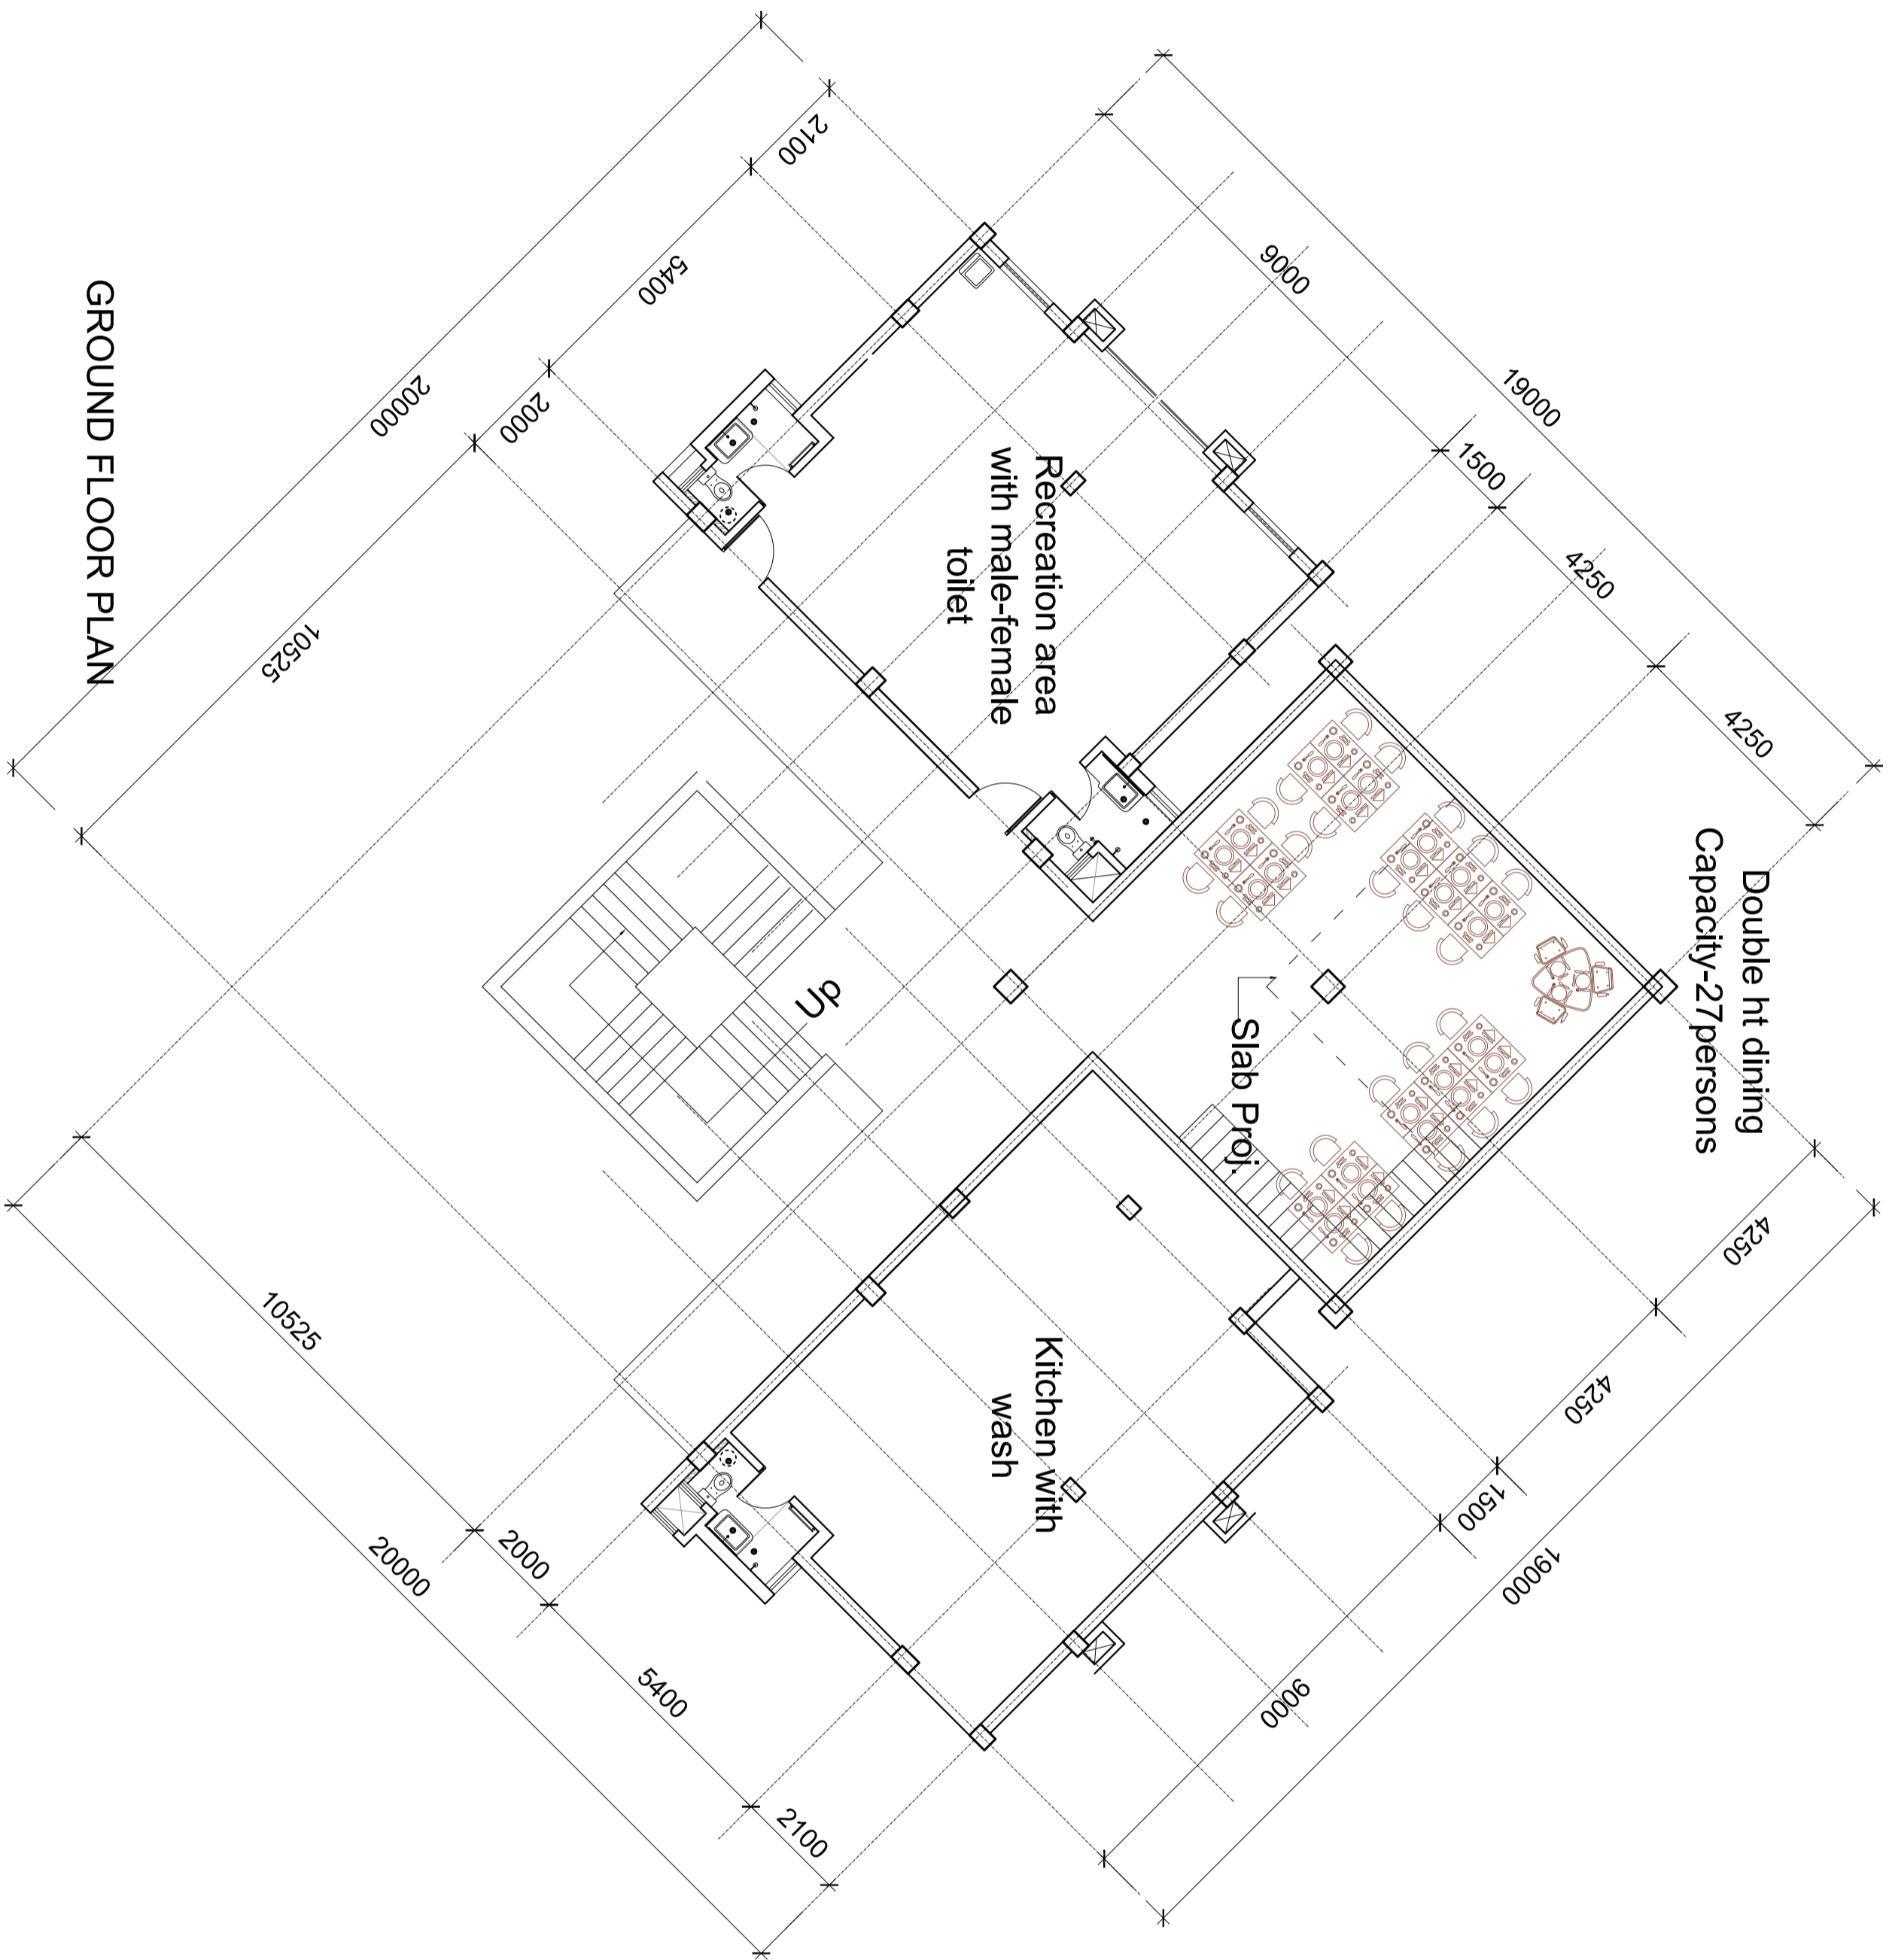 Double ht dining
Capacity-27persons
Slab Proj.
Recreation area
with male-female
toilet
Kitchen with
wash
Up
GROUND FLOOR PLAN
19000
9000
1500
4250
4250
4250
4250
1500
9000
19000
2100
5400
2000
10525
20000
10525
2000
5400
2100
20000